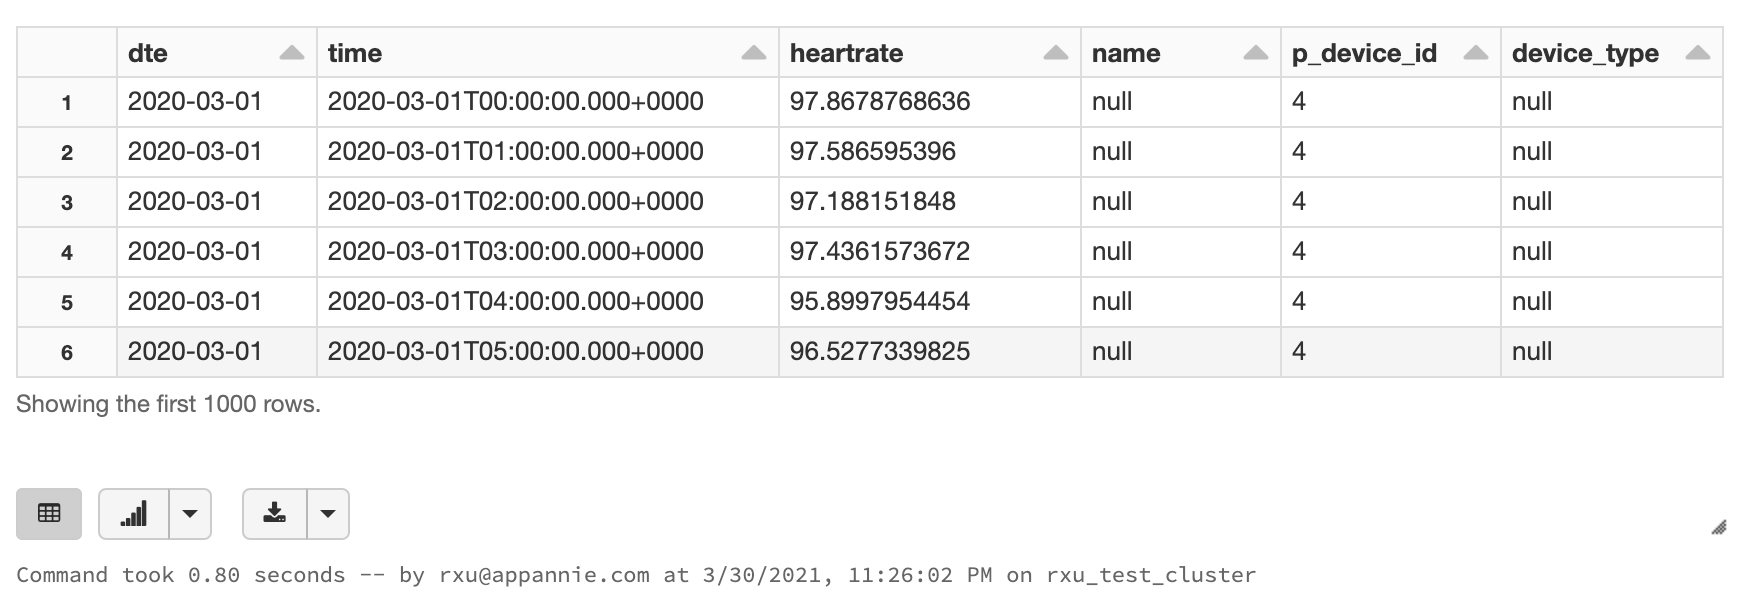 dte time heartrate name p_device_id device_type
1 2020-03-01 2020-03-01T00:00:00.000+0000 97.8678768636 null 4 null
2 2020-03-01 2020-03-01T01:00:00.000+0000 97.586595396 null 4 null
3 2020-03-01 2020-03-01T02:00:00.000+0000 97.188151848 null 4 null
4 2020-03-01 2020-03-01T03:00:00.000+0000 97.4361573672 null 4 null
5 2020-03-01 2020-03-01T04:00:00.000+0000 95.8997954454 null 4 null
6 2020-03-01 2020-03-01T05:00:00.000+0000 96.5277339825 null 4 null
Showing the first 1000 rows.
Command took 0.80 seconds -- by rxu@appannie.com at 3/30/2021, 11:26:02 PM on rxu_test_cluster